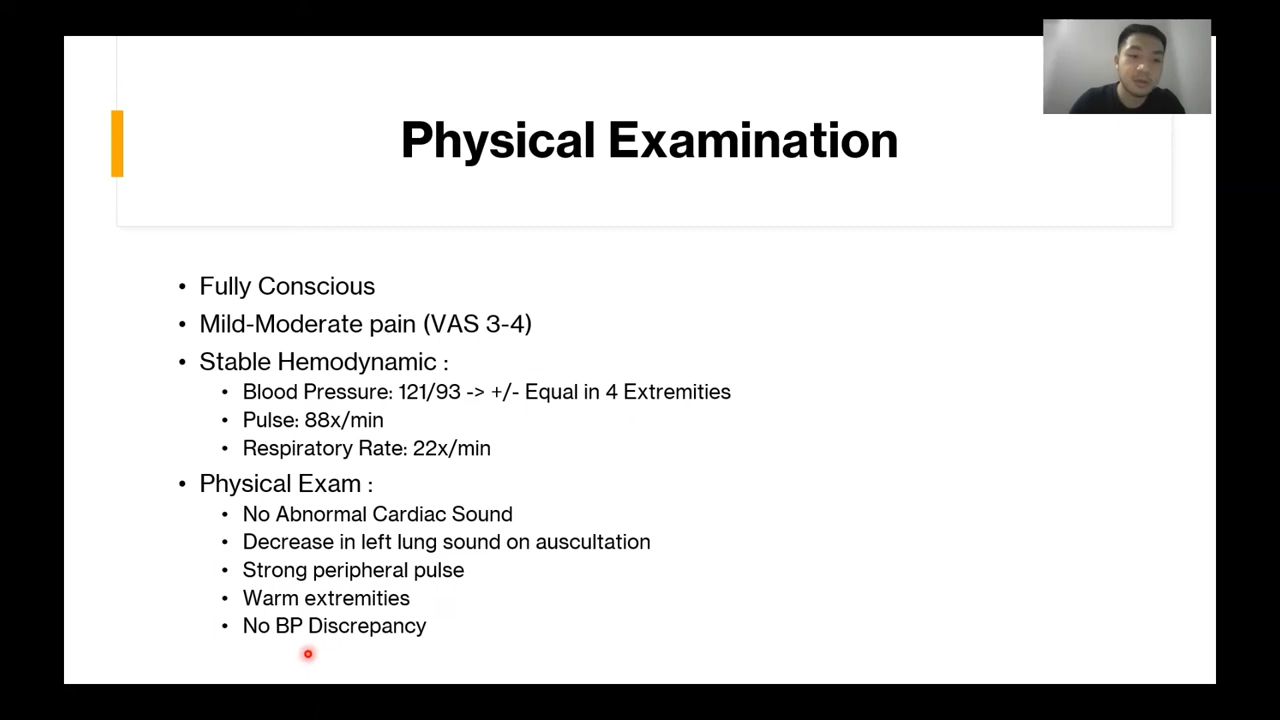 Physical Examination
• Fully Conscious
• Mild-Moderate pain (VAS 3-4)
• Stable Hemodynamic :
• Blood Pressure: 121/93 -> +/- Equal in 4 Extremities
• Pulse: 88x/min
• Respiratory Rate: 22x/min
• Physical Exam :
• No Abnormal Cardiac Sound
• Decrease in left lung sound on auscultation
• Strong peripheral pulse
• Warm extremities
• No BP Discrepancy